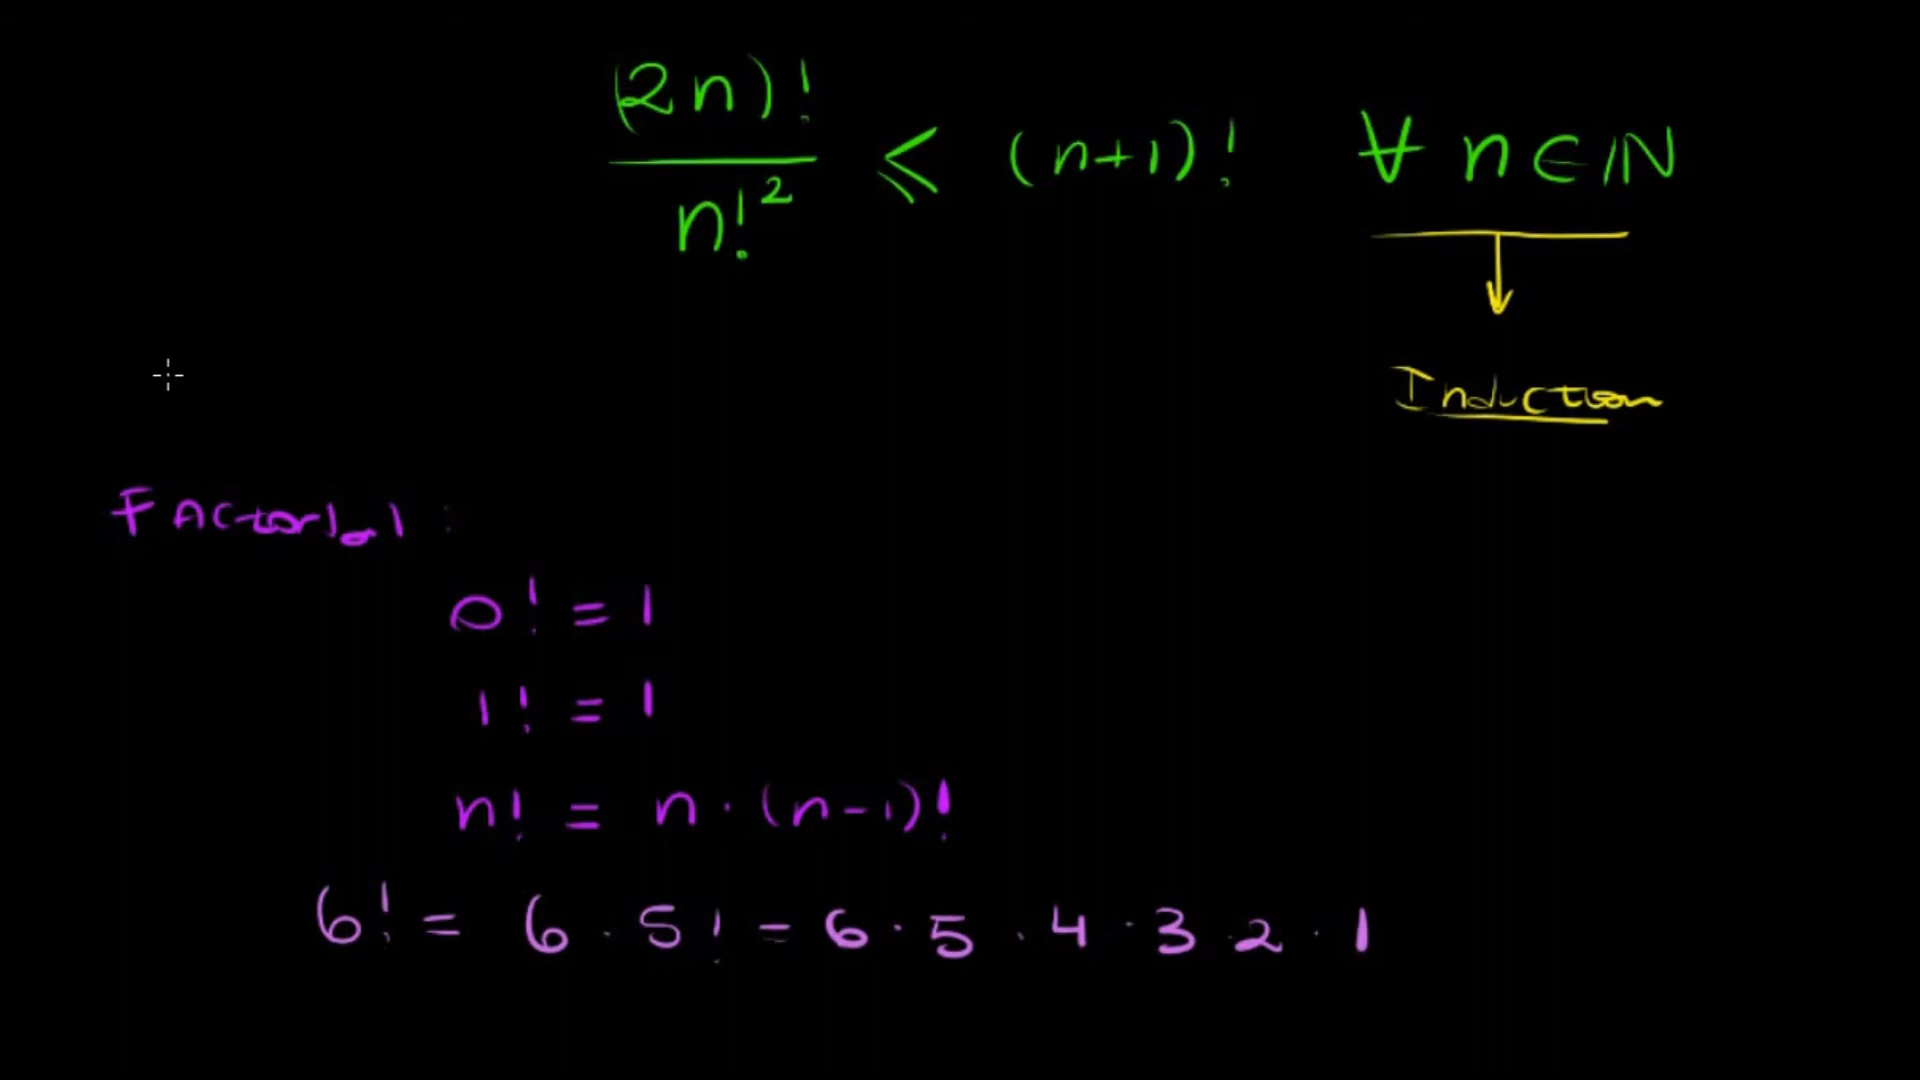 (2n)!
n!² ⩽ (n+1)! ∀ n∈ℕ
Induction
Factorial :
0! = 1
1! = 1
n! = n · (n-1)!
6! = 6 · 5! = 6 · 5 · 4 · 3 · 2 · 1